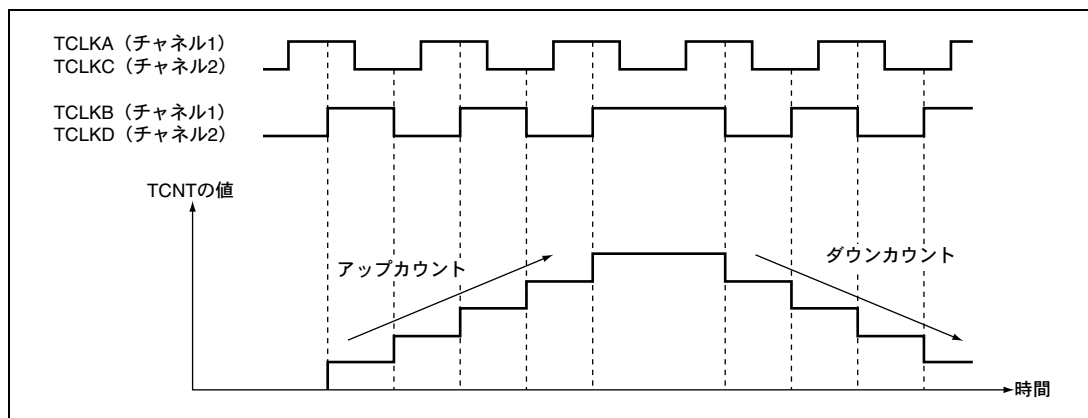 TCLKA（チャネル1）
TCLKC（チャネル2）
TCLKB（チャネル1）
TCLKD（チャネル2）
TCNTの値
アップカウント
ダウンカウント
時間